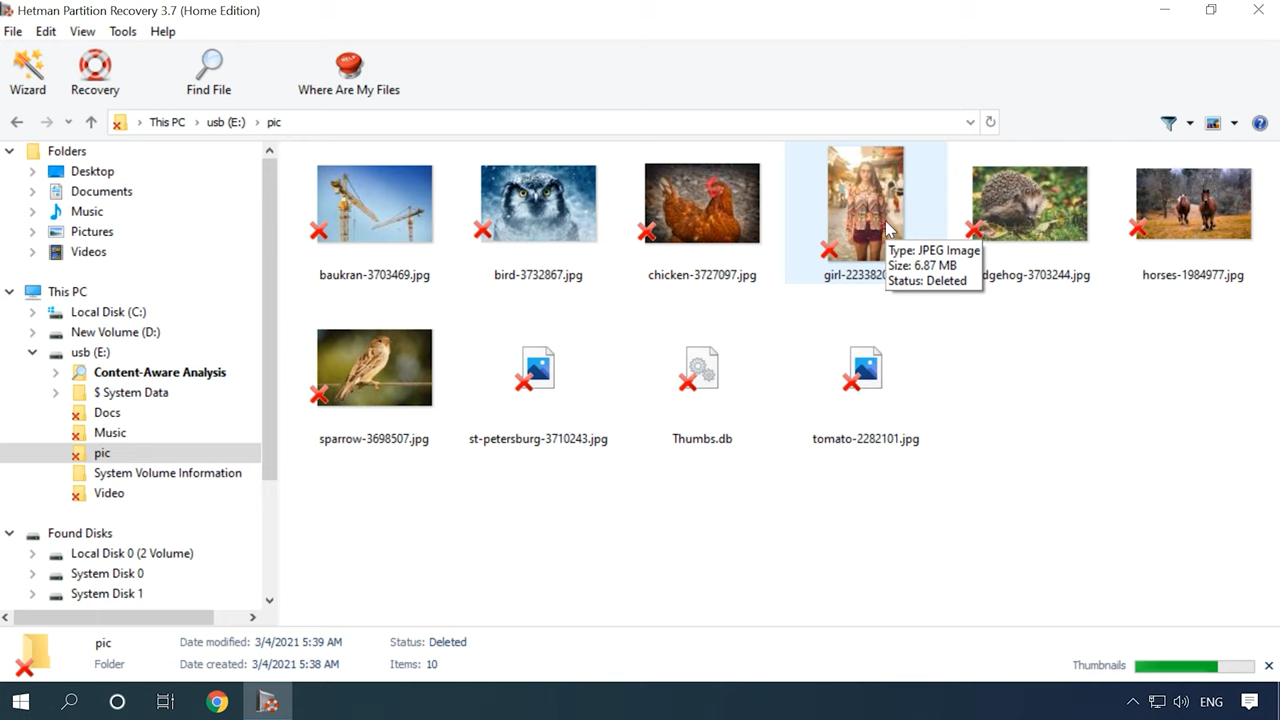 Hetman Partition Recovery 3.7 (Home Edition)
File Edit View Tools Help
Wizard Recovery Find File Where Are My Files
This PC usb (E:) pic
Folders
Desktop
Documents
Music
Pictures
Videos
This PC
Local Disk (C:)
New Volume (D:)
usb (E:)
Content-Aware Analysis
$ System Data
Docs
Music
pic
System Volume Information
Video
Found Disks
Local Disk 0 (2 Volume)
System Disk 0
System Disk 1
baukran-3703469.jpg bird-3732867.jpg chicken-3727097.jpg girl-223382 dgehog-3703244.jpg horses-1984977.jpg
Type: JPEG Image
Size: 6.87 MB
Status: Deleted
sparrow-3698507.jpg st-petersburg-3710243.jpg Thumbs.db tomato-2282101.jpg
pic Date modified: 3/4/2021 5:39 AM Status: Deleted
Folder Date created: 3/4/2021 5:38 AM Items: 10
Thumbnails
ENG